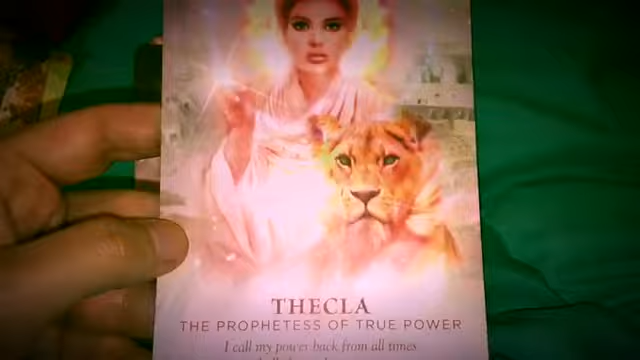 THECLA
THE PROPHETESS OF TRUE POWER
I call my power back from all times